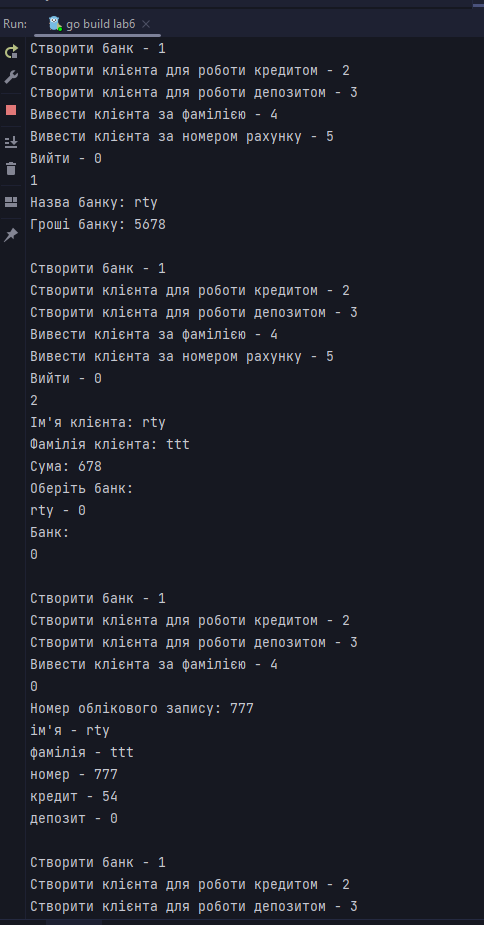 Run: go build lab6
Створити банк - 1
Створити клієнта для роботи кредитом - 2
Створити клієнта для роботи депозитом - 3
Вивести клієнта за фамілією - 4
Вивести клієнта за номером рахунку - 5
Вийти - 0
1
Назва банку: rty
Гроші банку: 5678
Створити банк - 1
Створити клієнта для роботи кредитом - 2
Створити клієнта для роботи депозитом - 3
Вивести клієнта за фамілією - 4
Вивести клієнта за номером рахунку - 5
Вийти - 0
2
Ім'я клієнта: rty
Фамілія клієнта: ttt
Сума: 678
Оберіть банк:
rty - 0
Банк:
0
Створити банк - 1
Створити клієнта для роботи кредитом - 2
Створити клієнта для роботи депозитом - 3
Вивести клієнта за фамілією - 4
0
Номер облікового запису: 777
ім'я - rty
фамілія - ttt
номер - 777
кредит - 54
депозит - 0
Створити банк - 1
Створити клієнта для роботи кредитом - 2
Створити клієнта для роботи депозитом - 3